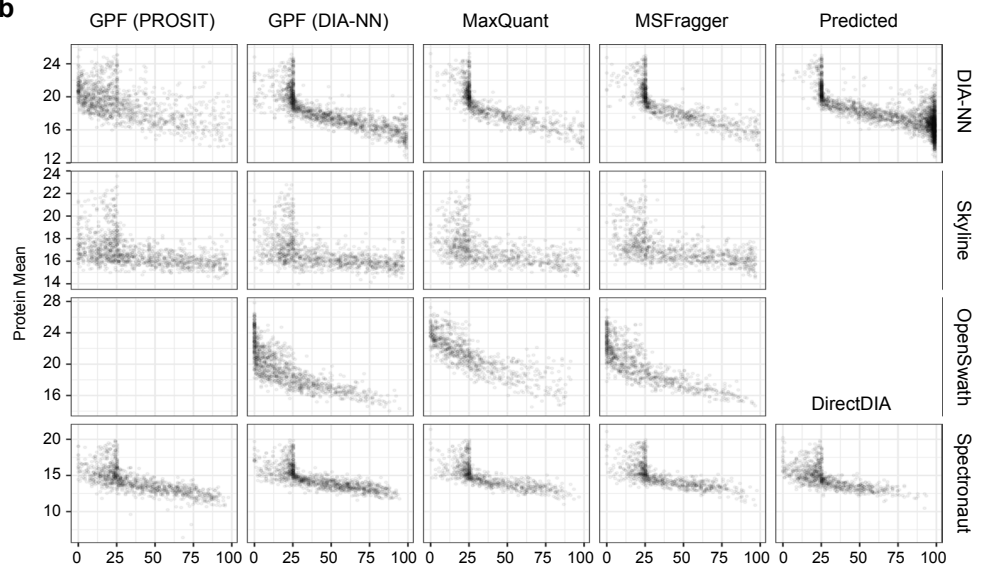 b
GPF (PROSIT) GPF (DIA-NN) MaxQuant MSFragger Predicted
24
20
16
12
DIA-NN
24
22
20
18
16
14
Skyline
Protein Mean
28
24
20
16
OpenSwath
DirectDIA
20
15
10
Spectronaut
0 25 50 75 100 0 25 50 75 100 0 25 50 75 100 0 25 50 75 100 0 25 50 75 100